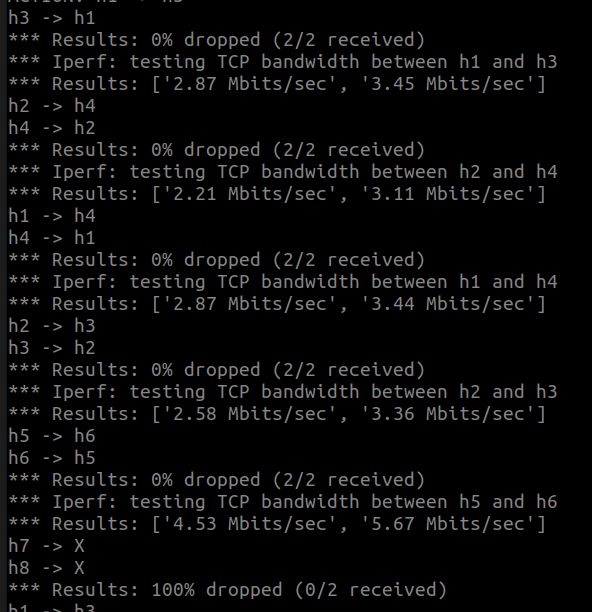 h3 -> h1
*** Results: 0% dropped (2/2 received)
*** Iperf: testing TCP bandwidth between h1 and h3
*** Results: ['2.87 Mbits/sec', '3.45 Mbits/sec']
h2 -> h4
h4 -> h2
*** Results: 0% dropped (2/2 received)
*** Iperf: testing TCP bandwidth between h2 and h4
*** Results: ['2.21 Mbits/sec', '3.11 Mbits/sec']
h1 -> h4
h4 -> h1
*** Results: 0% dropped (2/2 received)
*** Iperf: testing TCP bandwidth between h1 and h4
*** Results: ['2.87 Mbits/sec', '3.44 Mbits/sec']
h2 -> h3
h3 -> h2
*** Results: 0% dropped (2/2 received)
*** Iperf: testing TCP bandwidth between h2 and h3
*** Results: ['2.58 Mbits/sec', '3.36 Mbits/sec']
h5 -> h6
h6 -> h5
*** Results: 0% dropped (2/2 received)
*** Iperf: testing TCP bandwidth between h5 and h6
*** Results: ['4.53 Mbits/sec', '5.67 Mbits/sec']
h7 -> X
h8 -> X
*** Results: 100% dropped (0/2 received)
h1 -> h3